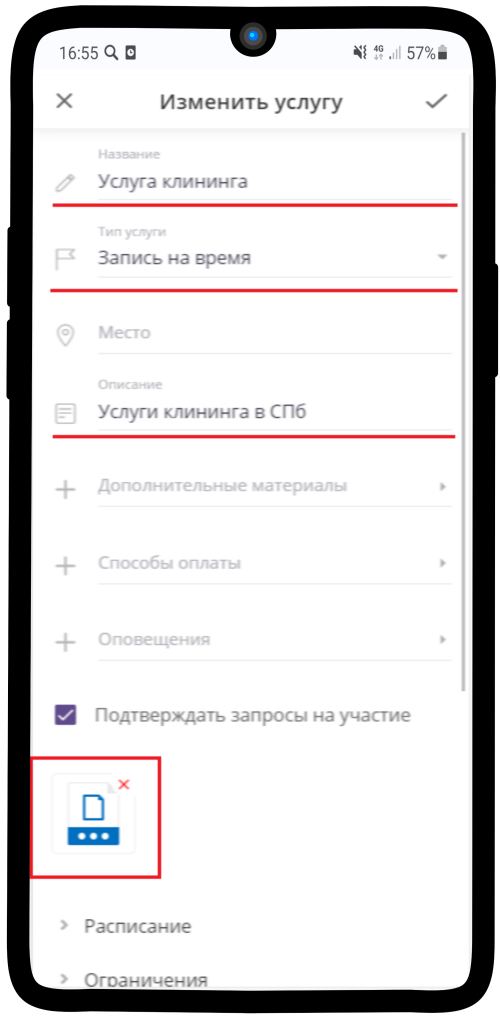 16:55 4G 57%
Изменить услугу
Название
Услуга клининга
Тип услуги
Запись на время
Место
Описание
Услуги клининга в СПб
Дополнительные материалы
Способы оплаты
Оповещения
Подтверждать запросы на участие
Расписание
Ограничения